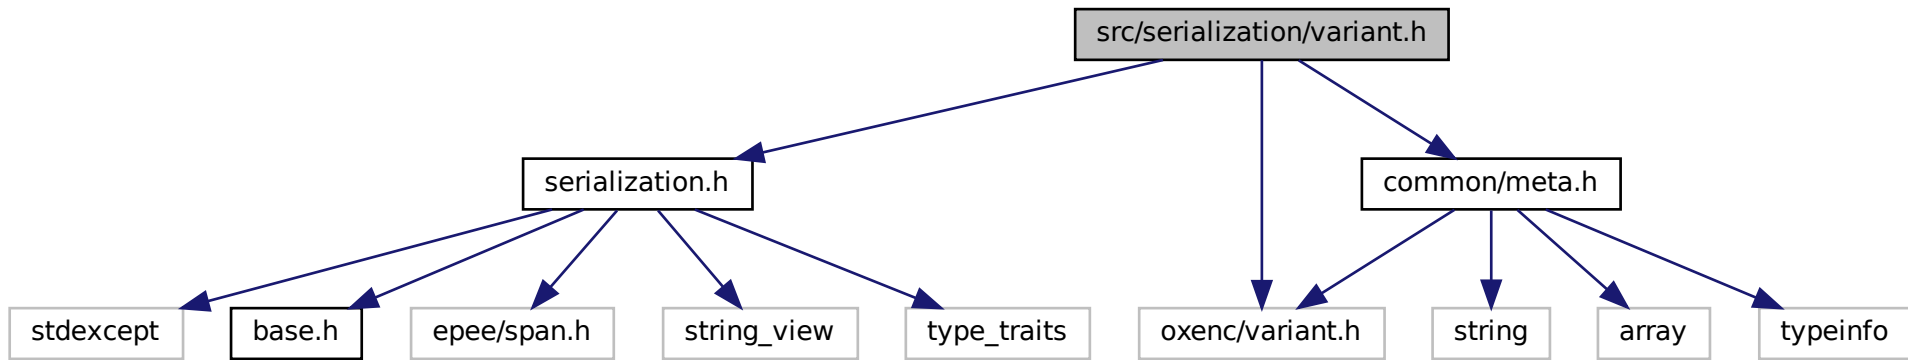 src/serialization/variant.h
serialization.h
common/meta.h
stdexcept
base.h
epee/span.h
string_view
type_traits
oxenc/variant.h
string
array
typeinfo